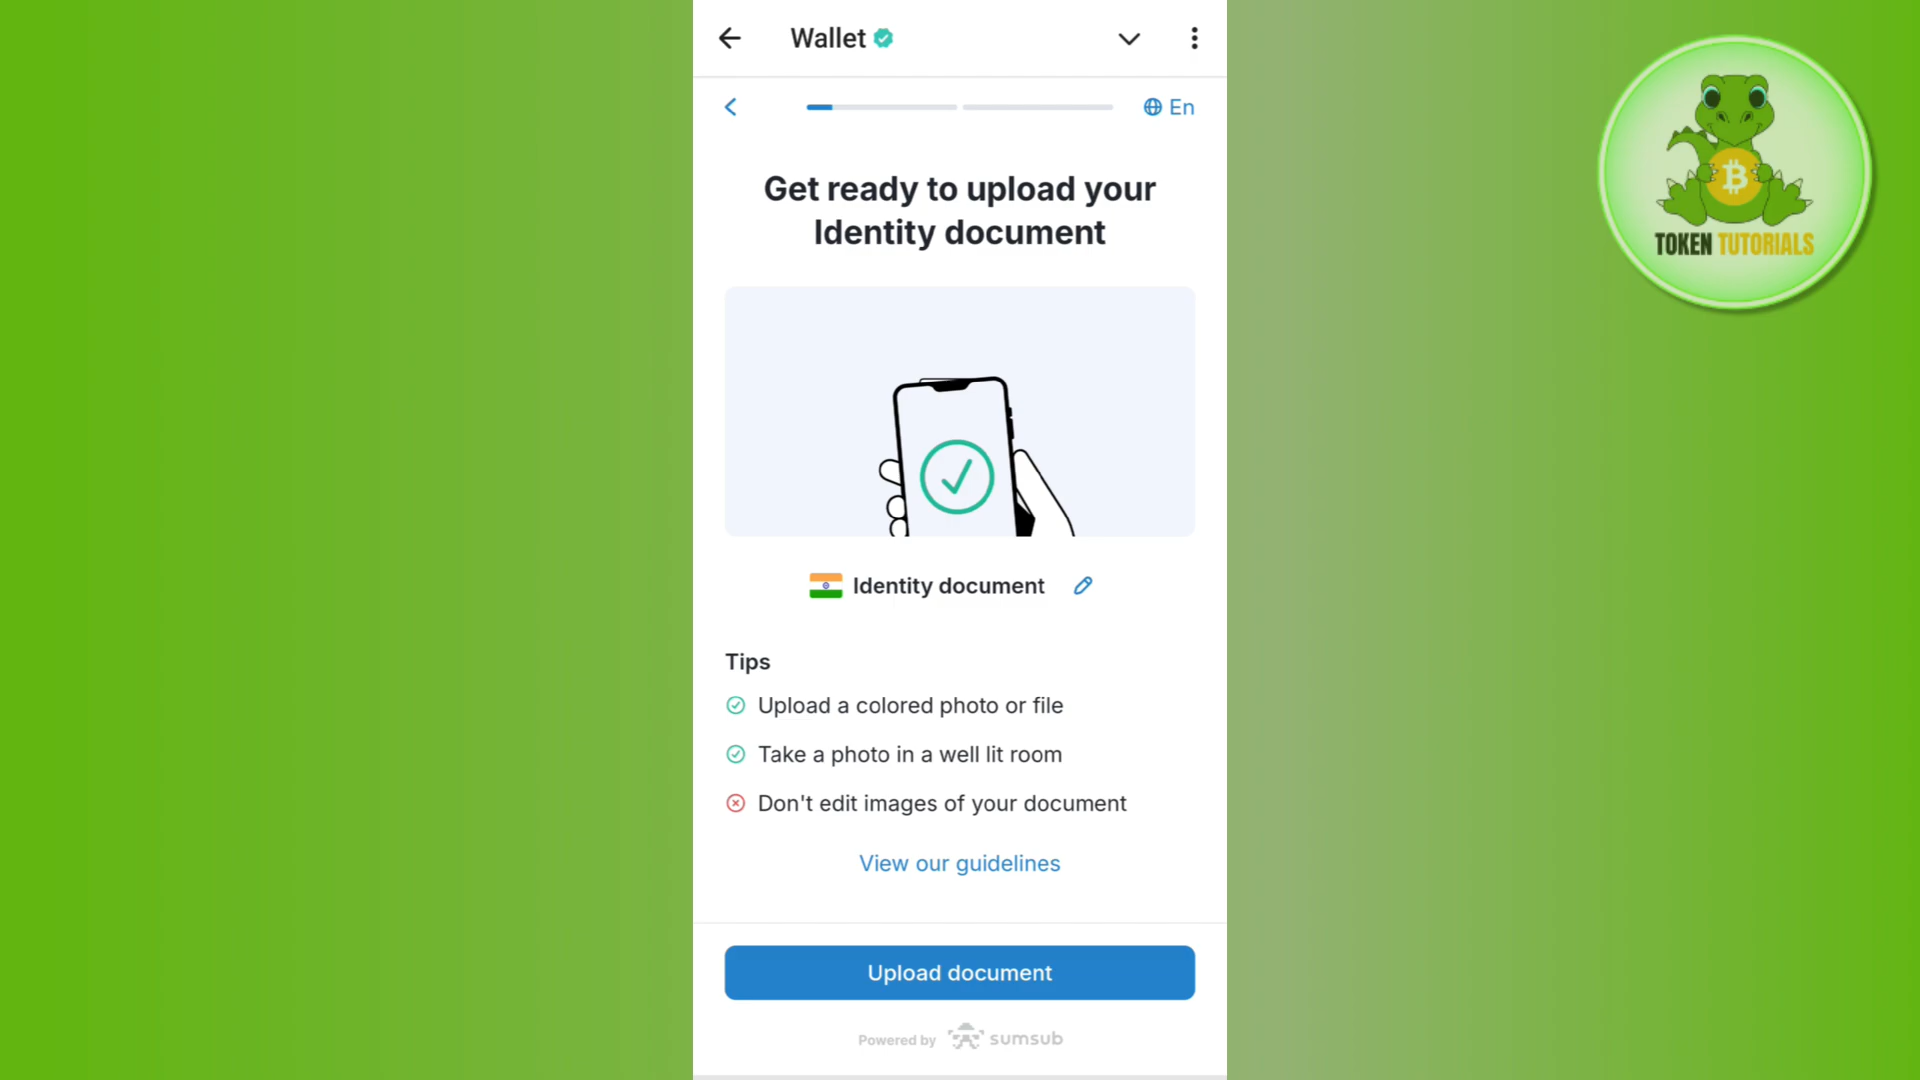 Wallet
En
Get ready to upload your
Identity document
Identity document
Tips
Upload a colored photo or file
Take a photo in a well lit room
Don't edit images of your document
View our guidelines
Upload document
Powered by sumsub
TOKEN TUTORIALS